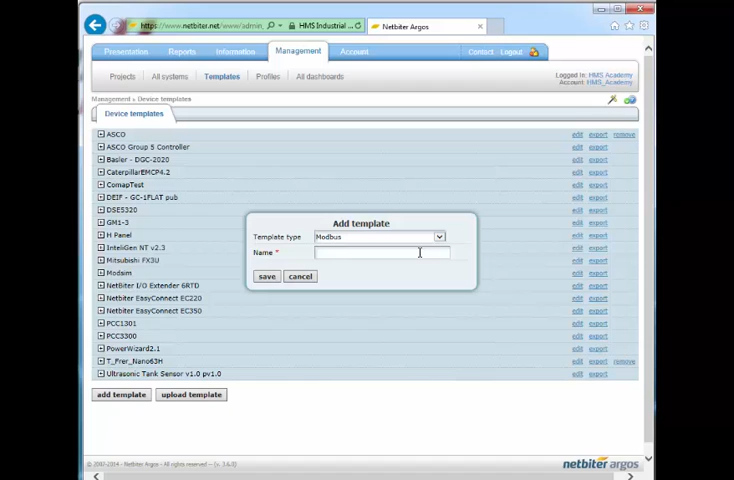 https://www.netbiter.net/www/admin_
HMS Industrial ...
Netbiter Argos
Presentation Reports Information Management Account Contact Logout
Projects All systems Templates Profiles All dashboards
Logged In: HMS Academy
Account: HMS_Academy
Management > Device templates
Device templates
ASCO edit export remove
ASCO Group 5 Controller edit export
Basler - DGC-2020 edit export
CaterpillarEMCP4.2 edit export
ComapTest edit export
DEIF - GC-1FLAT pub edit export
DSE5320 edit export
GM1-3 edit export
H Panel edit export
InteliGen NT v2.3 edit export
Mitsubishi FX3U edit export
Modsim edit export
NetBiter I/O Extender 6RTD edit export
Netbiter EasyConnect EC220 edit export
Netbiter EasyConnect EC350 edit export
PCC1301 edit export
PCC3300 edit export
PowerWizard2.1 edit export
T_Frer_Nano63H edit export remove
Ultrasonic Tank Sensor v1.0 pv1.0 edit export
Add template
Template type Modbus
Name *
save cancel
add template upload template
© 2007-2014 - Netbiter Argos - All rights reserved -- (v. 3.6.0)
netbiter argos